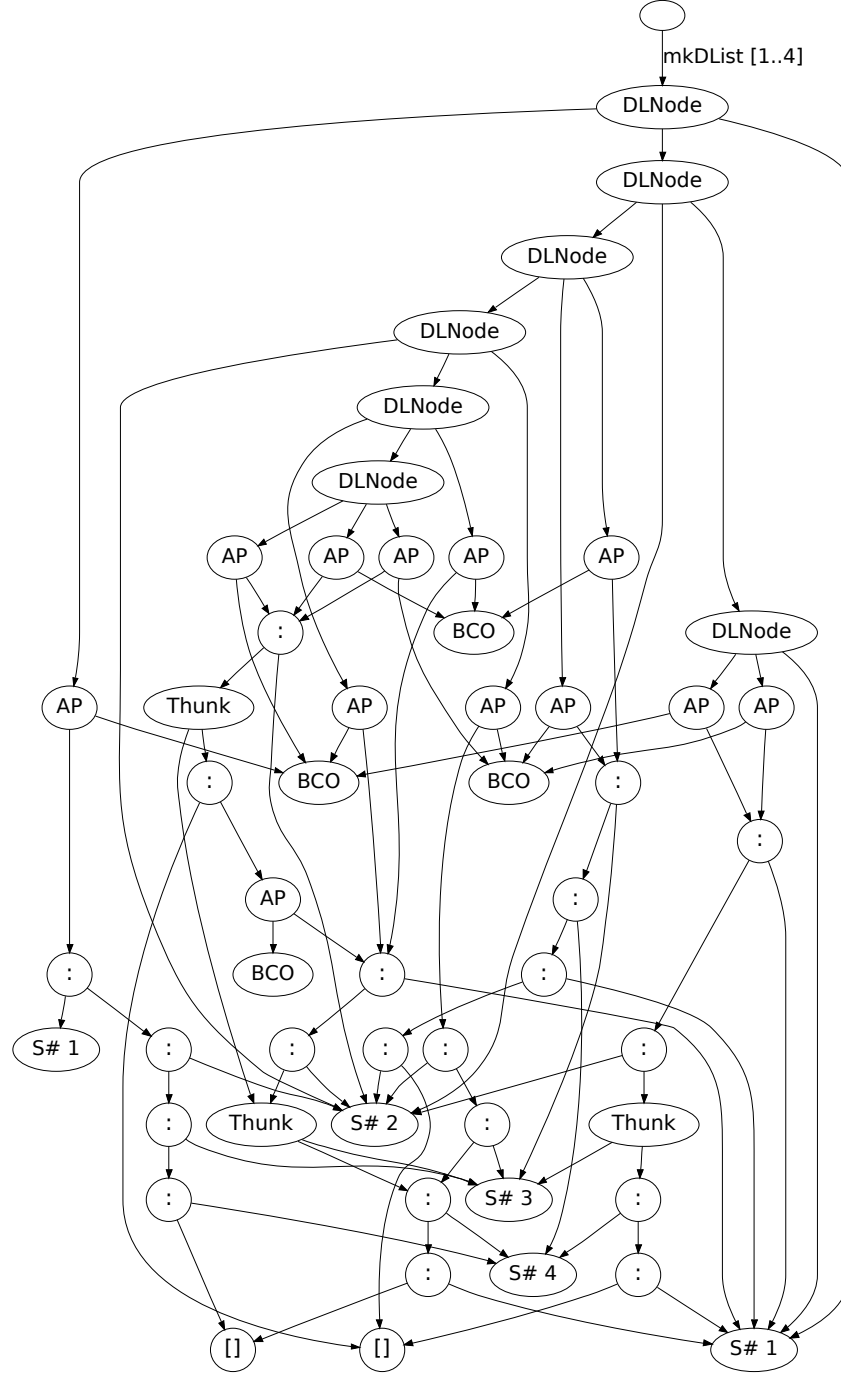 mkDList [1..4]
DLNode
DLNode
DLNode
DLNode
DLNode
DLNode
AP AP AP AP AP
: BCO DLNode
AP Thunk AP AP AP AP AP
: BCO BCO :
:
AP :
: BCO : :
S# 1 : : : : :
: Thunk S# 2 : Thunk
: : S# 3 :
: S# 4 :
[] [] S# 1